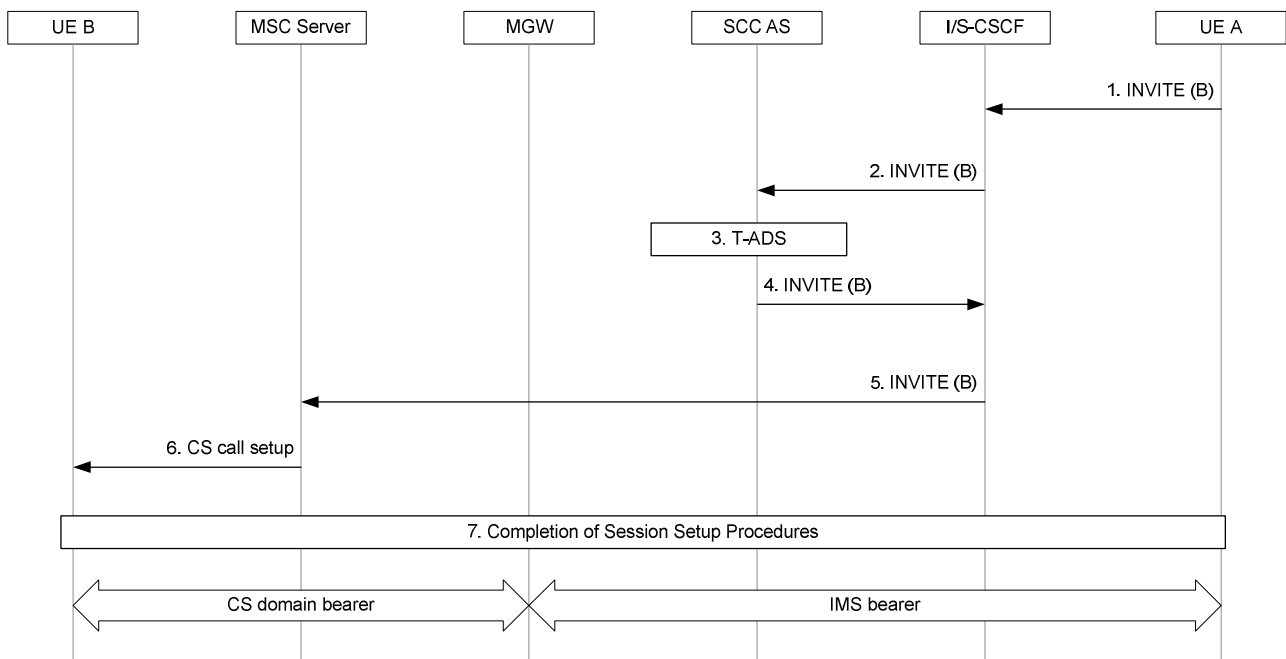 UE B
MSC Server
MGW
SCC AS
I/S-CSCF
UE A
1. INVITE (B)
2. INVITE (B)
3. T-ADS
4. INVITE (B)
5. INVITE (B)
6. CS call setup
7. Completion of Session Setup Procedures
CS domain bearer
IMS bearer